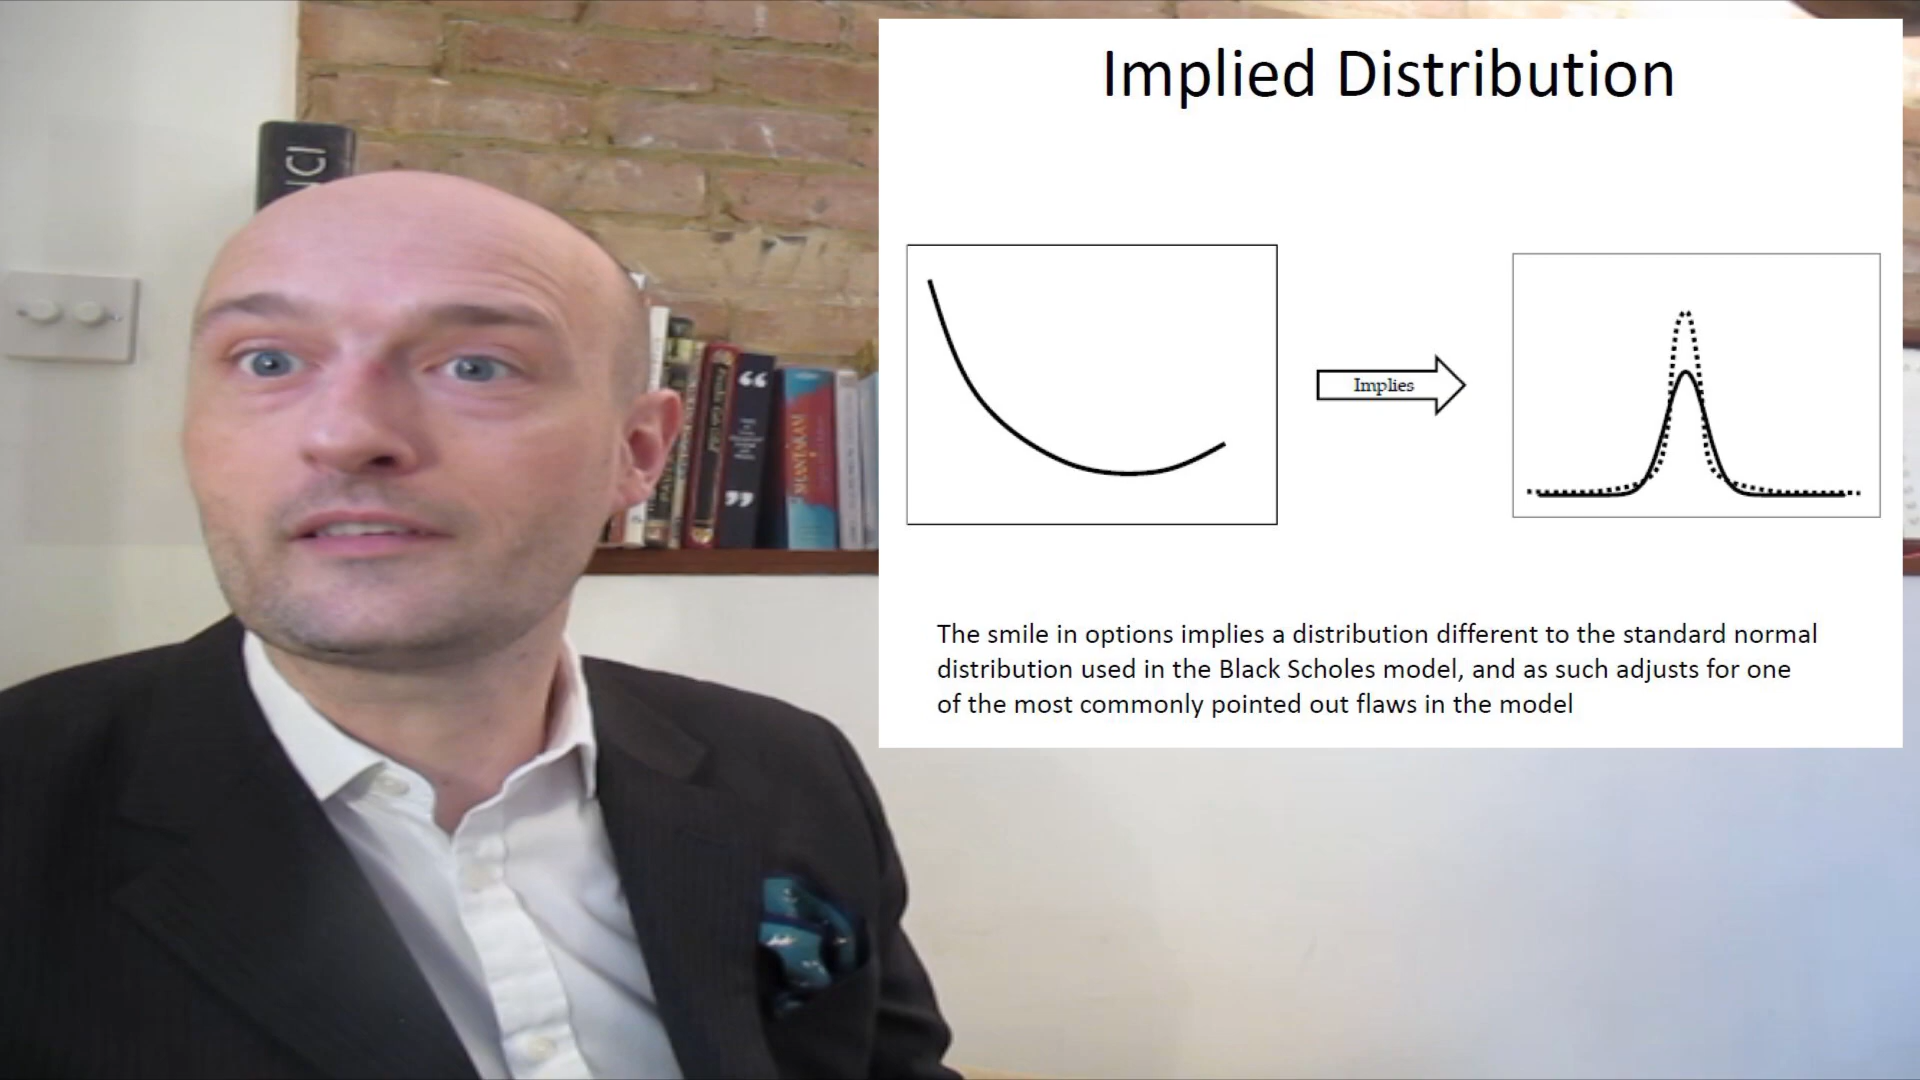 Implied Distribution
Implies
The smile in options implies a distribution different to the standard normal
distribution used in the Black Scholes model, and as such adjusts for one
of the most commonly pointed out flaws in the model
SHANTARAM